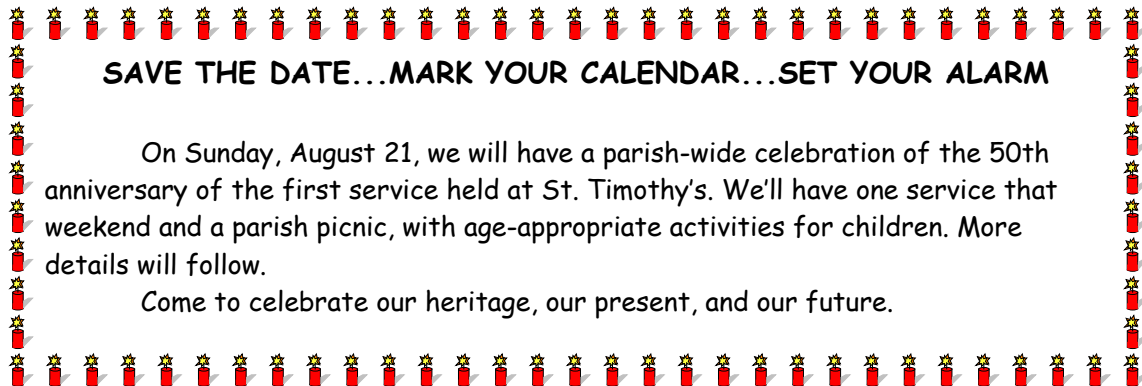 SAVE THE DATE...MARK YOUR CALENDAR...SET YOUR ALARM
On Sunday, August 21, we will have a parish-wide celebration of the 50th
anniversary of the first service held at St. Timothy’s. We’ll have one service that
weekend and a parish picnic, with age-appropriate activities for children. More
details will follow.
Come to celebrate our heritage, our present, and our future.